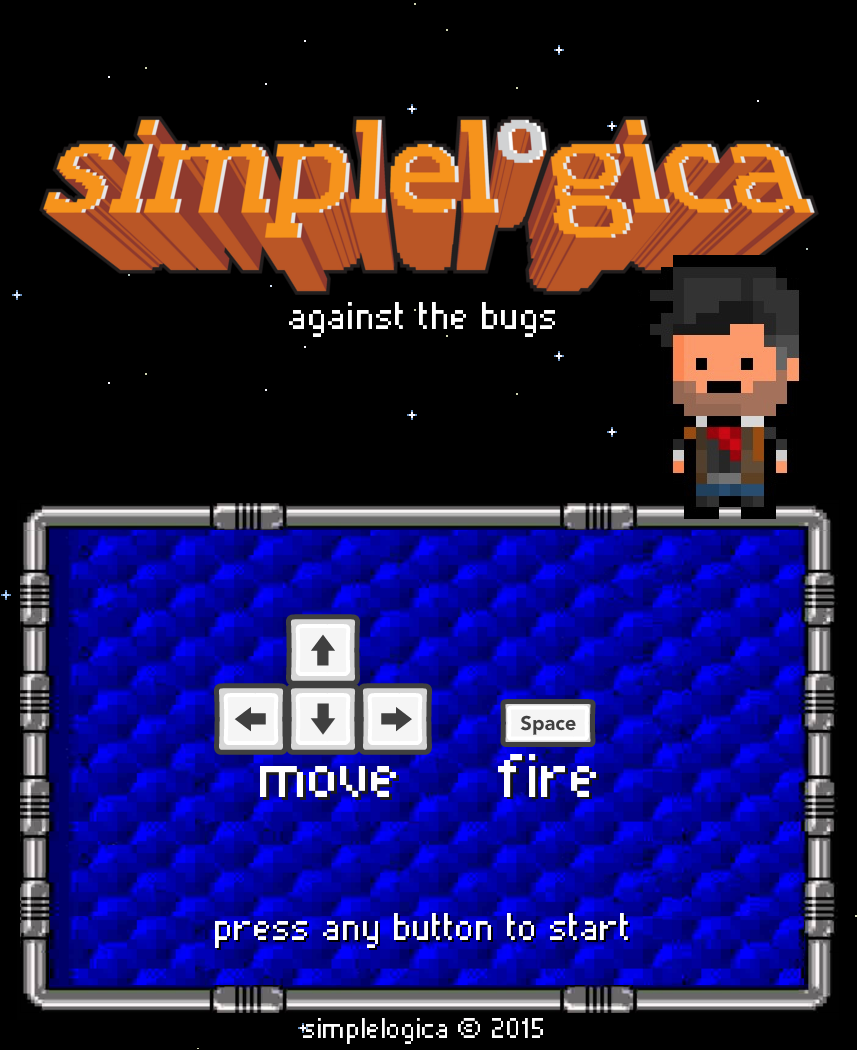 simplelogica
against the bugs
Space
move fire
press any button to start
simplelogica © 2015